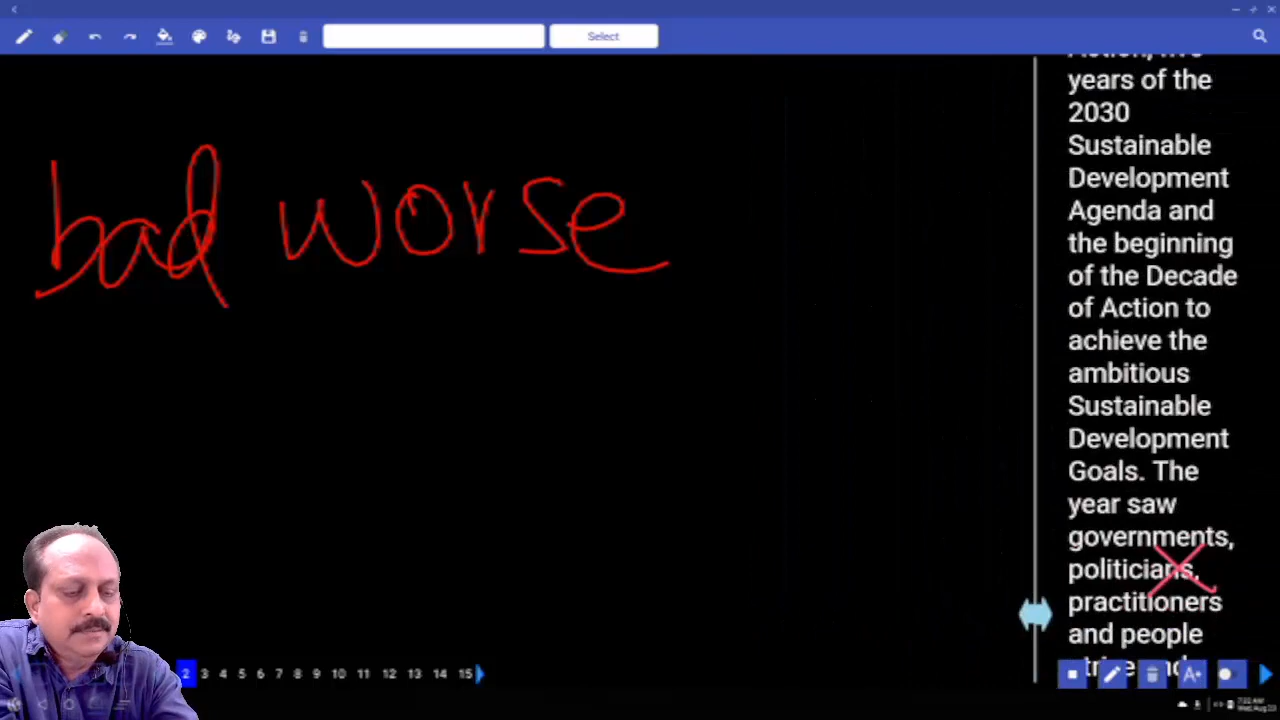 Select
bad worse
years of the
2030
Sustainable
Development
Agenda and
the beginning
of the Decade
of Action to
achieve the
ambitious
Sustainable
Development
Goals. The
year saw
governments,
politicians,
practitioners
and people
2 3 4 5 6 7 8 9 10 11 12 13 14 15
A+